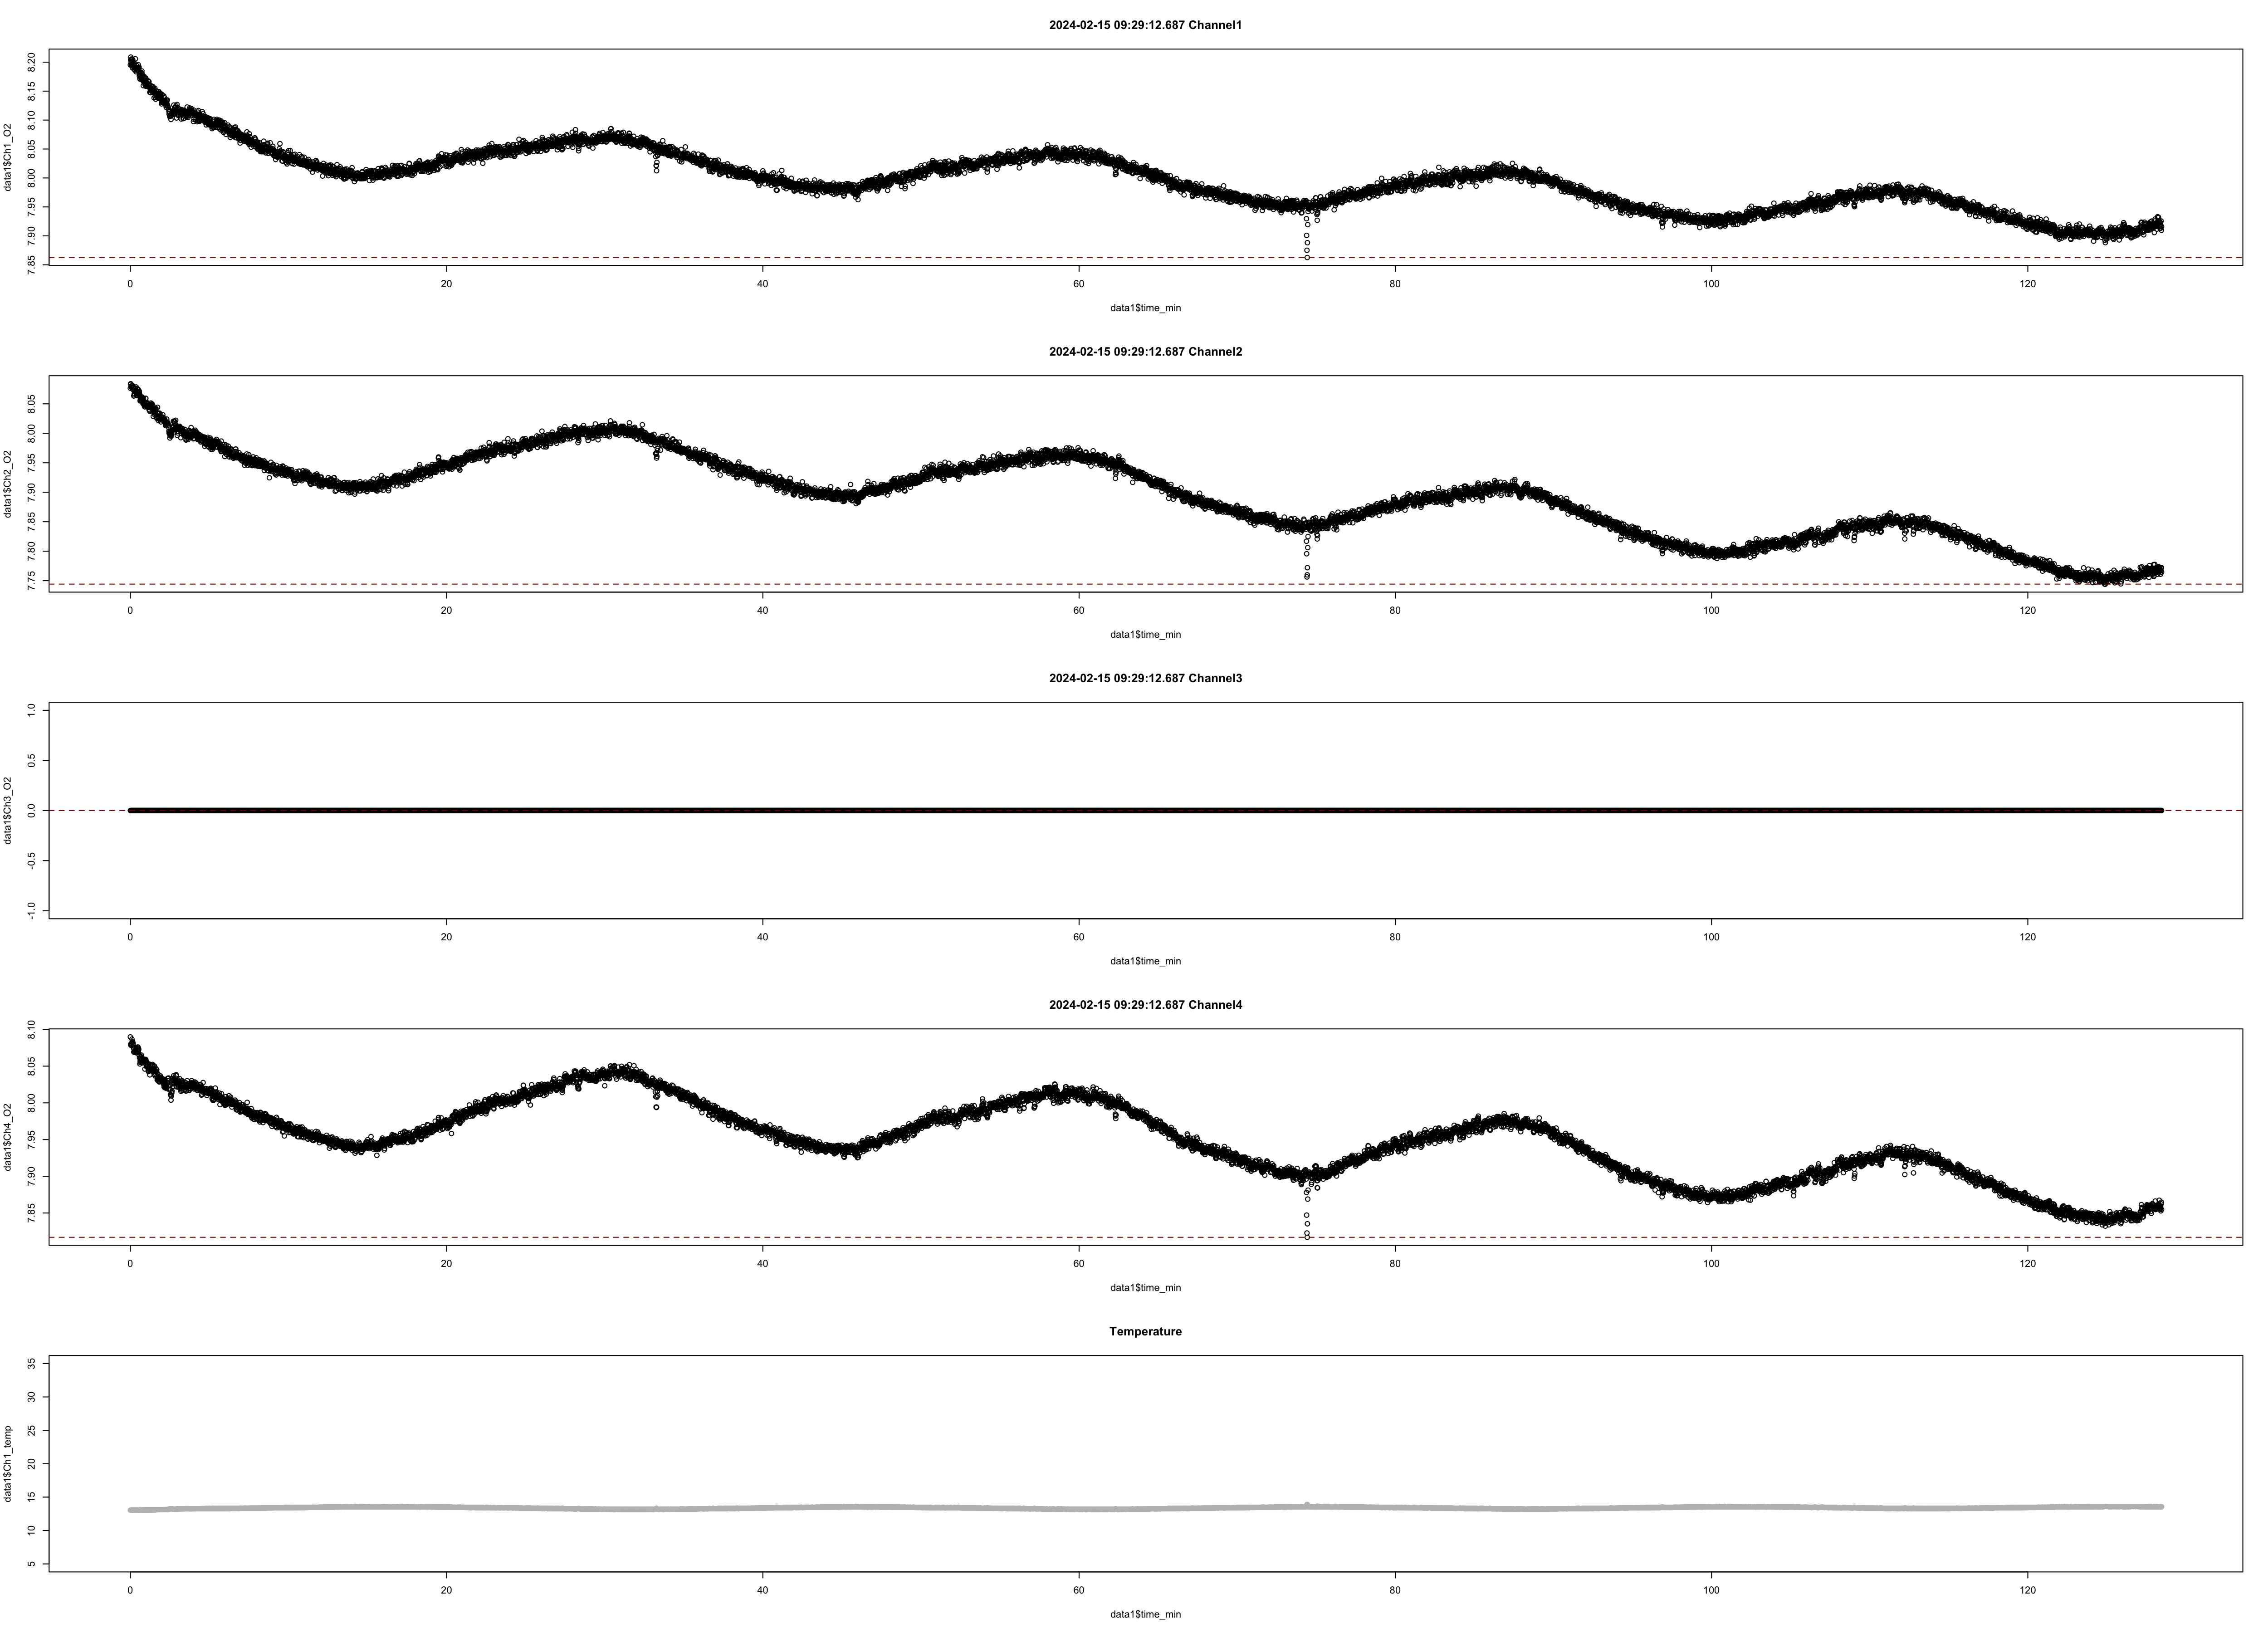 2024-02-15 09:29:12.687 Channel1
data1$Ch1_O2
8.20
8.15
8.10
8.05
8.00
7.95
7.90
7.85
0 20 40 60 80 100 120
data1$time_min
2024-02-15 09:29:12.687 Channel2
data1$Ch2_O2
8.05
8.00
7.95
7.90
7.85
7.80
7.75
0 20 40 60 80 100 120
data1$time_min
2024-02-15 09:29:12.687 Channel3
data1$Ch3_O2
1.0
0.5
0.0
-0.5
-1.0
0 20 40 60 80 100 120
data1$time_min
2024-02-15 09:29:12.687 Channel4
data1$Ch4_O2
8.10
8.05
8.00
7.95
7.90
7.85
0 20 40 60 80 100 120
data1$time_min
Temperature
data1$Ch1_temp
35
30
25
20
15
10
5
0 20 40 60 80 100 120
data1$time_min